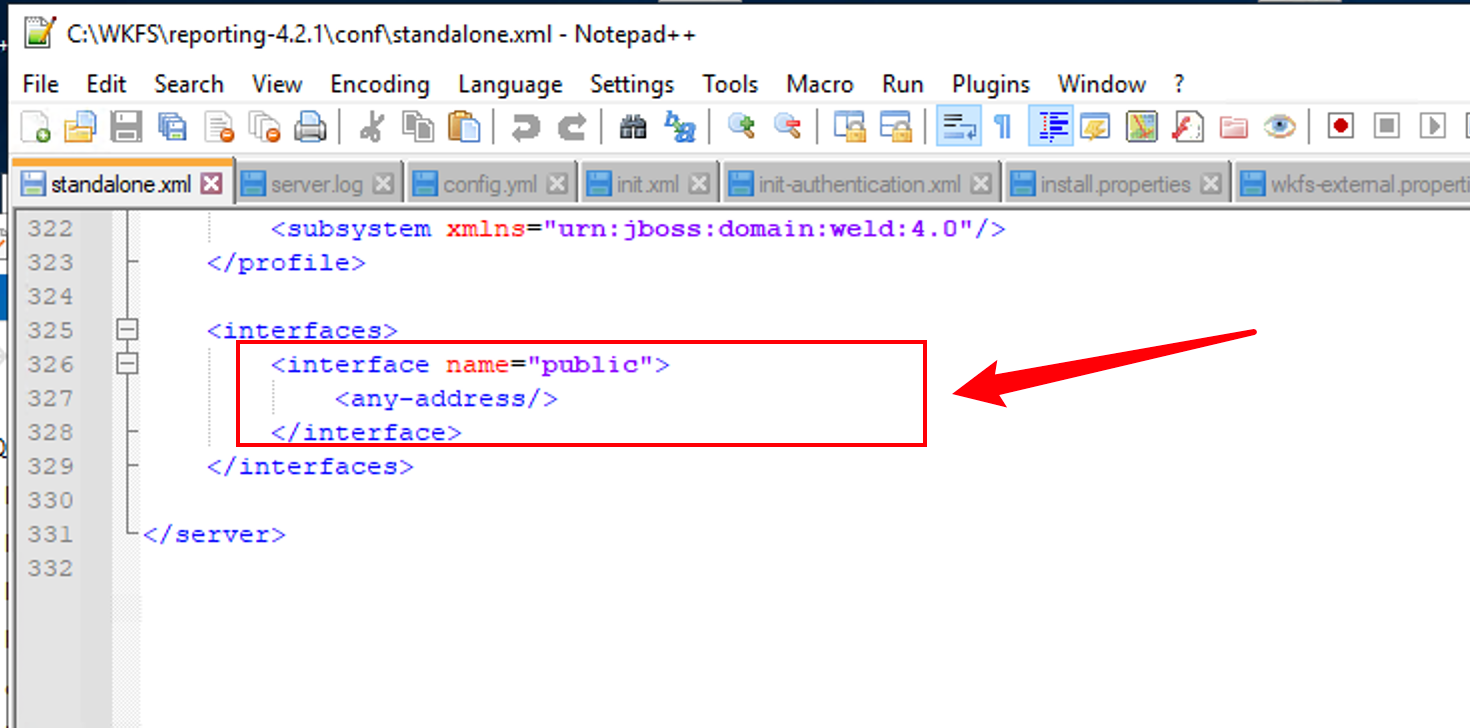 C:\WKFS\reporting-4.2.1\conf\standalone.xml - Notepad++
File Edit Search View Encoding Language Settings Tools Macro Run Plugins Window ?
standalone.xml server.log config.yml init.xml init-authentication.xml install.properties wkfs-external.properti
322 <subsystem xmlns="urn:jboss:domain:weld:4.0"/>
323 </profile>
324
325 <interfaces>
326 <interface name="public">
327 <any-address/>
328 </interface>
329 </interfaces>
330
331 </server>
332